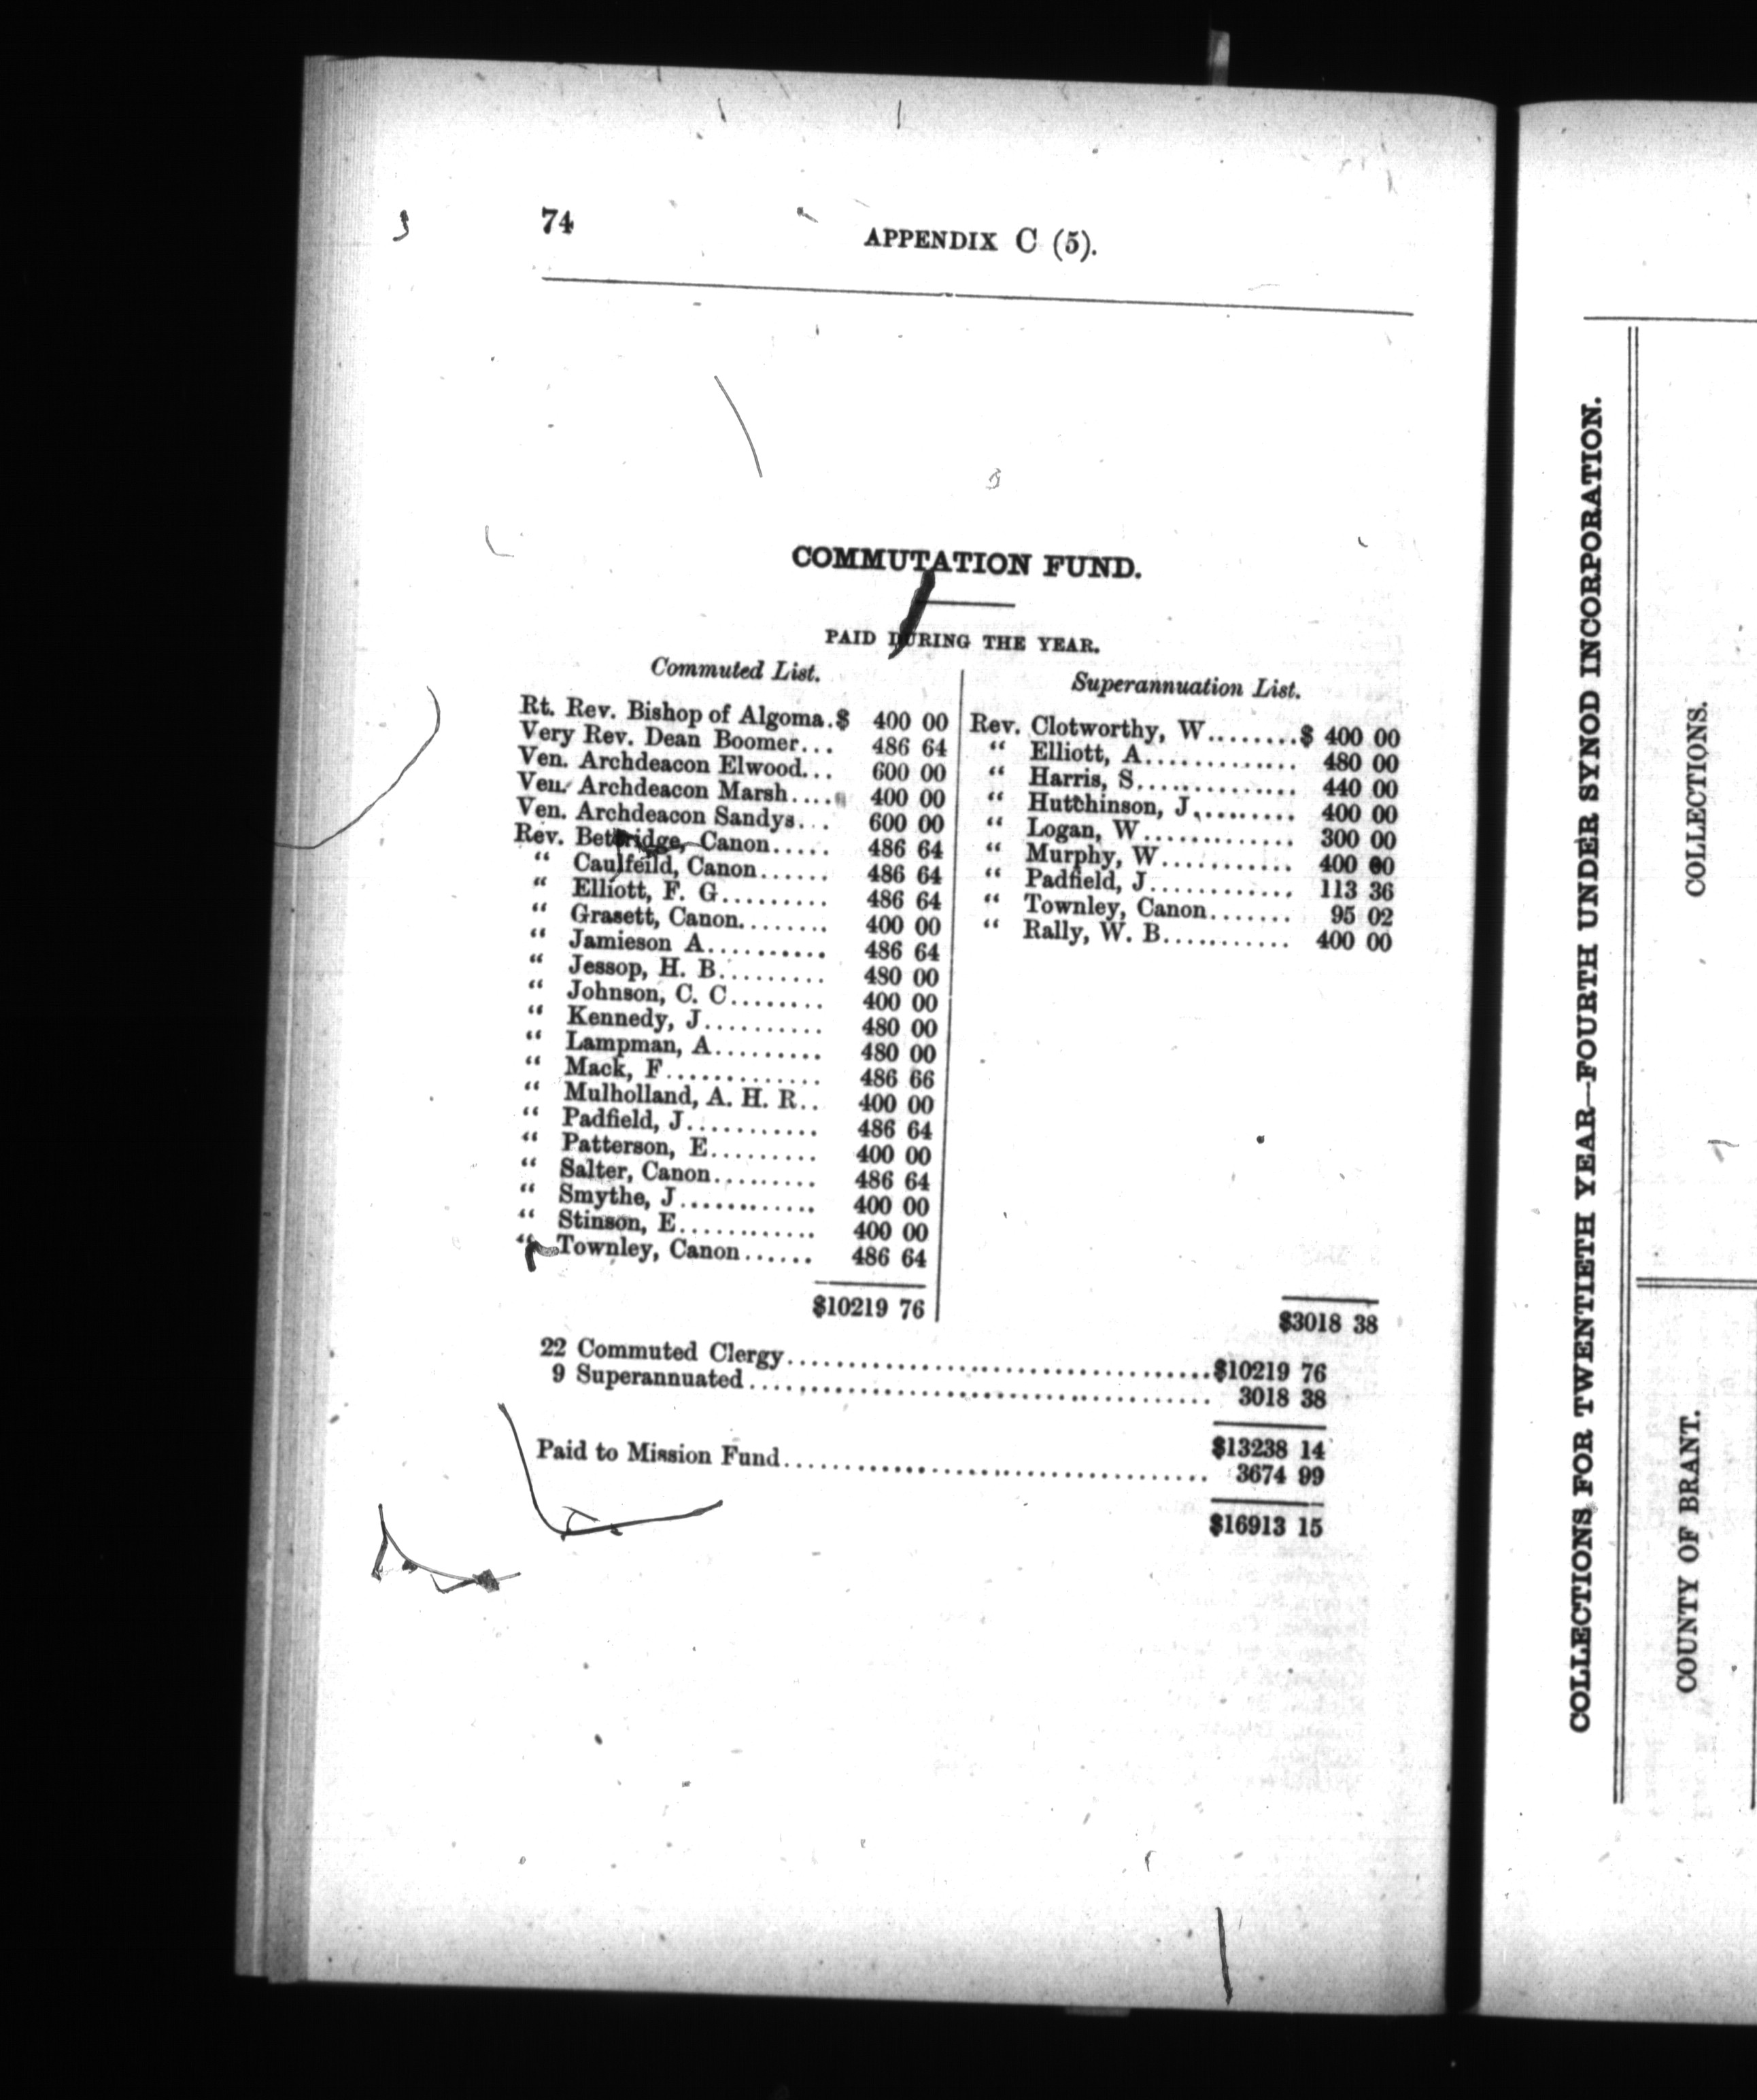 74
APPENDIX C (5).
COMMUTATION FUND.
PAID DURING THE YEAR.
Commuted List.
Rt. Rev. Bishop of Algoma.$ 400 00
Very Rev. Dean Boomer... 486 64
Ven. Archdeacon Elwood... 600 00
Ven. Archdeacon Marsh.... 400 00
Ven. Archdeacon Sandys... 600 00
Rev. Bettridge, Canon..... 486 64
“ Caulfeild, Canon...... 486 64
“ Elliott, F. G......... 486 64
“ Grasett, Canon........ 400 00
“ Jamieson A.......... 486 64
“ Jessop, H. B......... 480 00
“ Johnson, C. C........ 400 00
“ Kennedy, J.......... 480 00
“ Lampman, A......... 480 00
“ Mack, F............. 486 66
“ Mulholland, A. H. R.. 400 00
“ Padfield, J........... 486 64
“ Patterson, E......... 400 00
“ Salter, Canon......... 486 64
“ Smythe, J............ 400 00
“ Stinson, E............ 400 00
“ Townley, Canon...... 486 64
$10219 76
Superannuation List.
Rev. Clotworthy, W........$ 400 00
“ Elliott, A............. 480 00
“ Harris, S.............. 440 00
“ Hutchinson, J......... 400 00
“ Logan, W............. 300 00
“ Murphy, W........... 400 00
“ Padfield, J............ 113 36
“ Townley, Canon....... 95 02
“ Rally, W. B........... 400 00
$3018 38
22 Commuted Clergy........................................$10219 76
9 Superannuated........................................... 3018 38
$13238 14
Paid to Mission Fund....................................... 3674 99
$16913 15
COLLECTIONS FOR TWENTIETH YEAR—FOURTH UNDER SYNOD INCORPORATION.
COLLECTIONS.
COUNTY OF BRANT.